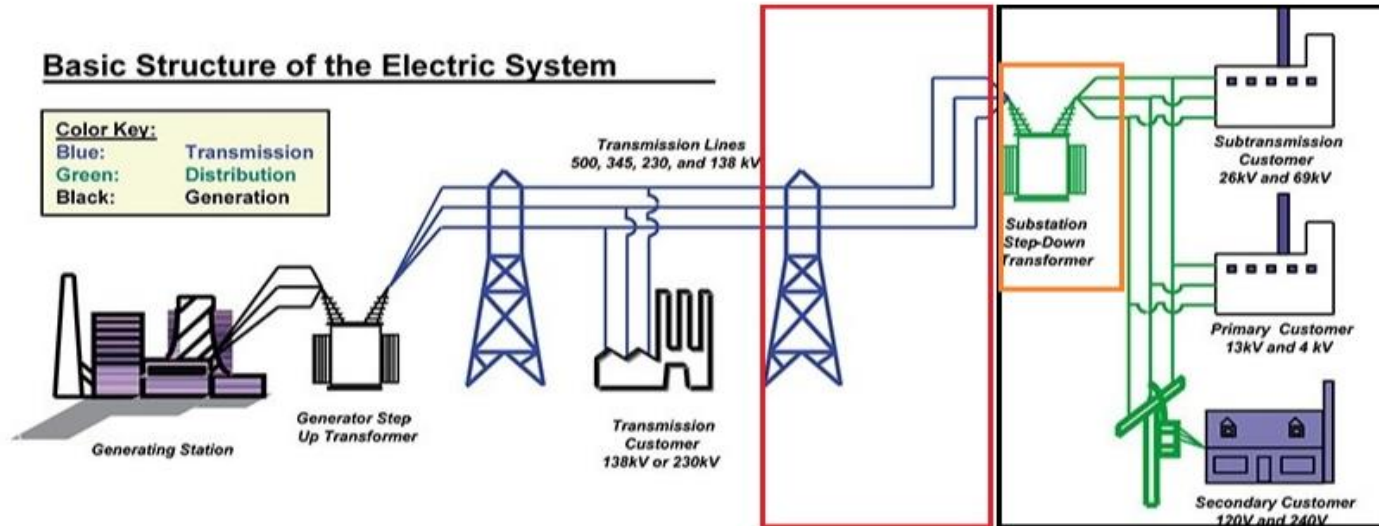 Basic Structure of the Electric System
Color Key:
Blue: Transmission
Green: Distribution
Black: Generation
Transmission Lines
500, 345, 230, and 138 kV
Subtransmission
Customer
26kV and 69kV
Substation
Step-Down
Transformer
Primary Customer
13kV and 4 kV
Generating Station
Generator Step
Up Transformer
Transmission
Customer
138kV or 230kV
Secondary Customer
120V and 240V